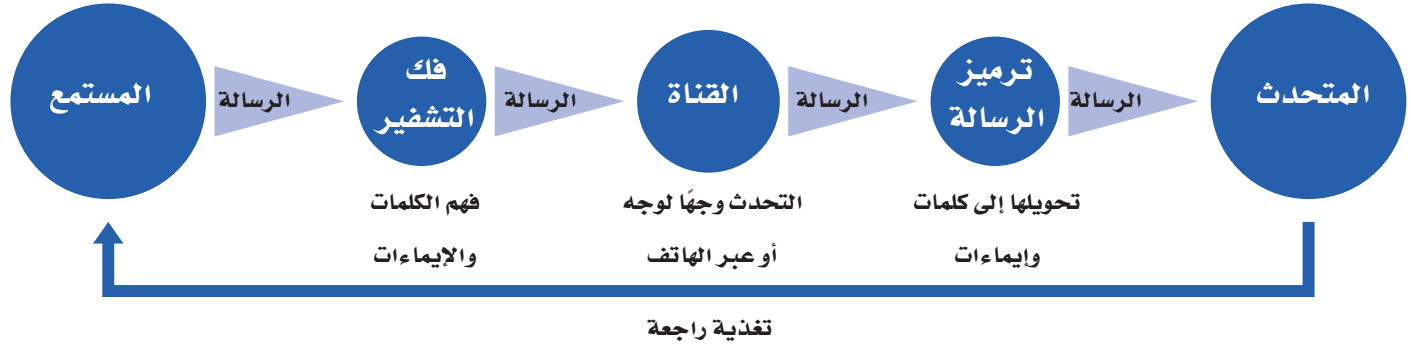 المتحدث
الرسالة
ترميز
الرسالة
تحويلها إلى كلمات
وإيماءات
الرسالة
القناة
التحدث وجهًا لوجه
أو عبر الهاتف
الرسالة
فك
التشفير
فهم الكلمات
والإيماءات
الرسالة
المستمع
تغذية راجعة